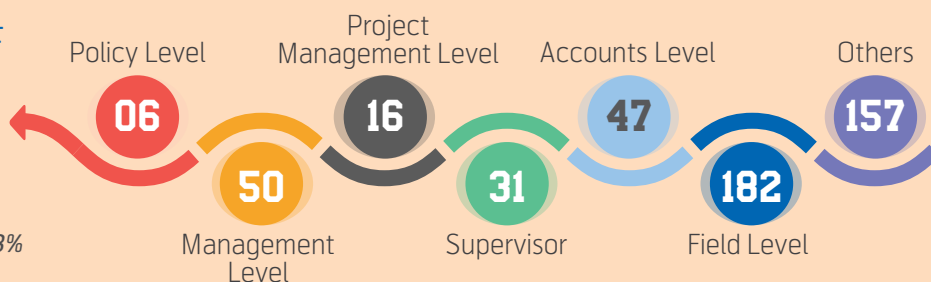 Policy Level
06
50
Management
Level
Project
Management Level
16
31
Supervisor
Accounts Level
47
182
Field Level
Others
157
%